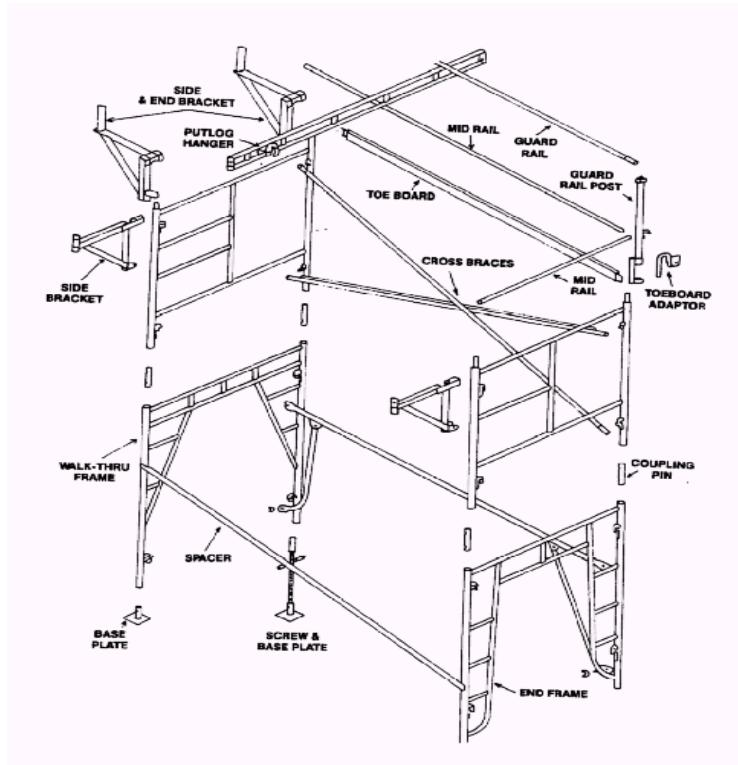 SIDE
& END BRACKET
PUTLOG
HANGER
MID RAIL
GUARD
RAIL
GUARD
RAIL POST
TOE BOARD
CROSS BRACES
MID
RAIL
TOEBOARD
ADAPTOR
SIDE
BRACKET
WALK-THRU
FRAME
COUPLING
PIN
SPACER
BASE
PLATE
SCREW &
BASE PLATE
END FRAME